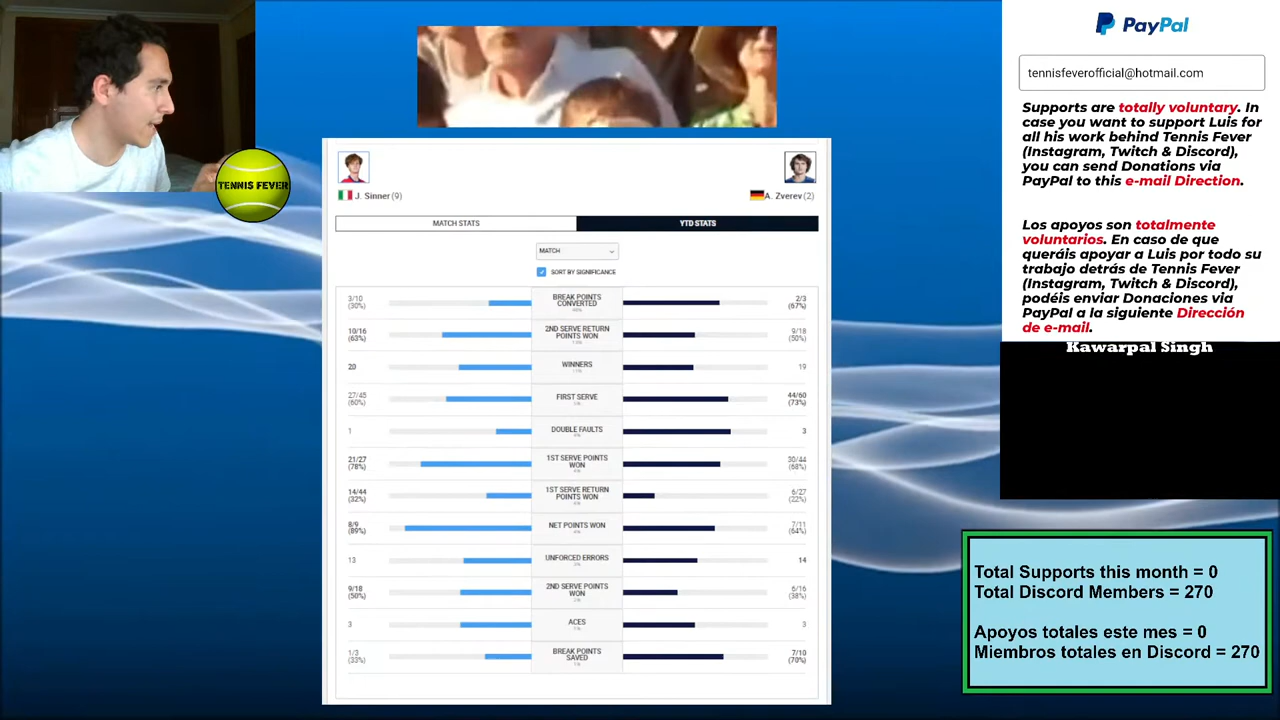 TENNIS FEVER
J. Sinner (9)
A. Zverev (2)
MATCH STATS
YTD STATS
MATCH
SORT BY SIGNIFICANCE
3/10
(30%)
BREAK POINTS
CONVERTED
2/3
(67%)
10/16
(63%)
2ND SERVE RETURN
POINTS WON
9/18
(50%)
20
WINNERS
19
27/45
(60%)
FIRST SERVE
44/60
(73%)
1
DOUBLE FAULTS
3
21/27
(78%)
1ST SERVE POINTS
WON
30/44
(68%)
14/44
(32%)
1ST SERVE RETURN
POINTS WON
6/27
(22%)
8/9
(89%)
NET POINTS WON
7/11
(64%)
13
UNFORCED ERRORS
14
9/18
(50%)
2ND SERVE POINTS
WON
6/16
(38%)
3
ACES
3
1/3
(33%)
BREAK POINTS
SAVED
7/10
(70%)
PayPal
tennisfeverofficial@hotmail.com
Supports are totally voluntary. In
case you want to support Luis for
all his work behind Tennis Fever
(Instagram, Twitch & Discord),
you can send Donations via
PayPal to this e-mail Direction.
Los apoyos son totalmente
voluntarios. En caso de que
queráis apoyar a Luis por todo su
trabajo detrás de Tennis Fever
(Instagram, Twitch & Discord),
podéis enviar Donaciones via
PayPal a la siguiente Dirección
de e-mail.
Kawarpal Singh
Total Supports this month = 0
Total Discord Members = 270
Apoyos totales este mes = 0
Miembros totales en Discord = 270